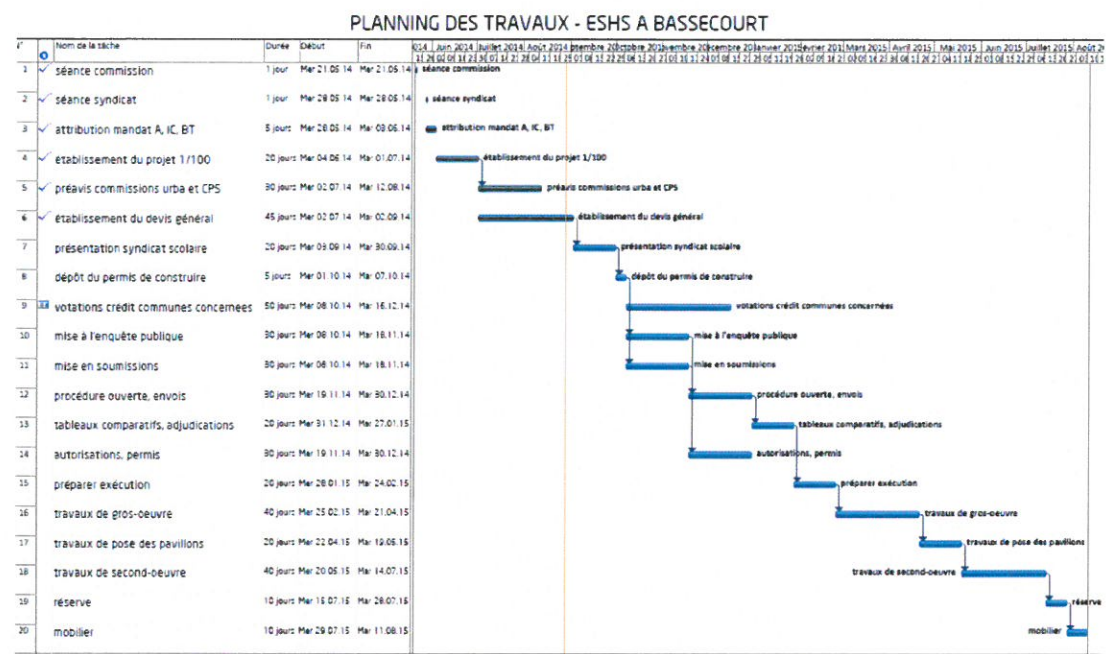 PLANNING DES TRAVAUX - ESHS A BASSECOURT
N° Nom de la tâche Durée Début Fin Juin 2014 Juillet 2014 Août 2014 Mars 2015 Avril 2015 Mai 2015 Juin 2015 Juillet 2015
1 séance commission 1 jour Mer 21.05.14 Mer 21.05.14 séance commission
2 séance syndicat 1 jour Mer 28.05.14 Mer 28.05.14 séance syndicat
3 attribution mandat A, IC, BT 5 jours Mer 28.05.14 Mar 03.06.14 attribution mandat A, IC, BT
4 établissement du projet 1/100 20 jours Mer 04.06.14 Mar 01.07.14 établissement du projet 1/100
5 préavis commissions urba et CPS 30 jours Mer 02.07.14 Mar 12.08.14 préavis commissions urba et CPS
6 établissement du devis général 45 jours Mer 02.07.14 Mar 02.09.14 établissement du devis général
7 présentation syndicat scolaire 20 jours Mer 03.09.14 Mar 30.09.14 présentation syndicat scolaire
8 dépôt du permis de construire 5 jours Mer 01.10.14 Mar 07.10.14 dépôt du permis de construire
9 votations crédit communes concernées 50 jours Mer 08.10.14 Mar 16.12.14 votations crédit communes concernées
10 mise à l'enquête publique 30 jours Mer 08.10.14 Mar 18.11.14 mise à l'enquête publique
11 mise en soumissions 30 jours Mer 08.10.14 Mar 18.11.14 mise en soumissions
12 procédure ouverte, envois 30 jours Mer 19.11.14 Mar 30.12.14 procédure ouverte, envois
13 tableaux comparatifs, adjudications 20 jours Mer 31.12.14 Mar 27.01.15 tableaux comparatifs, adjudications
14 autorisations, permis 30 jours Mer 19.11.14 Mar 30.12.14 autorisations, permis
15 préparer exécution 20 jours Mer 28.01.15 Mar 24.02.15 préparer exécution
16 travaux de gros-oeuvre 40 jours Mer 25.02.15 Mar 21.04.15 travaux de gros-oeuvre
17 travaux de pose des pavillons 20 jours Mer 22.04.15 Mar 19.05.15 travaux de pose des pavillons
18 travaux de second-oeuvre 40 jours Mer 20.05.15 Mar 14.07.15 travaux de second-oeuvre
19 réserve 10 jours Mer 15.07.15 Mar 28.07.15 réserve
20 mobilier 10 jours Mer 29.07.15 Mar 11.08.15 mobilier